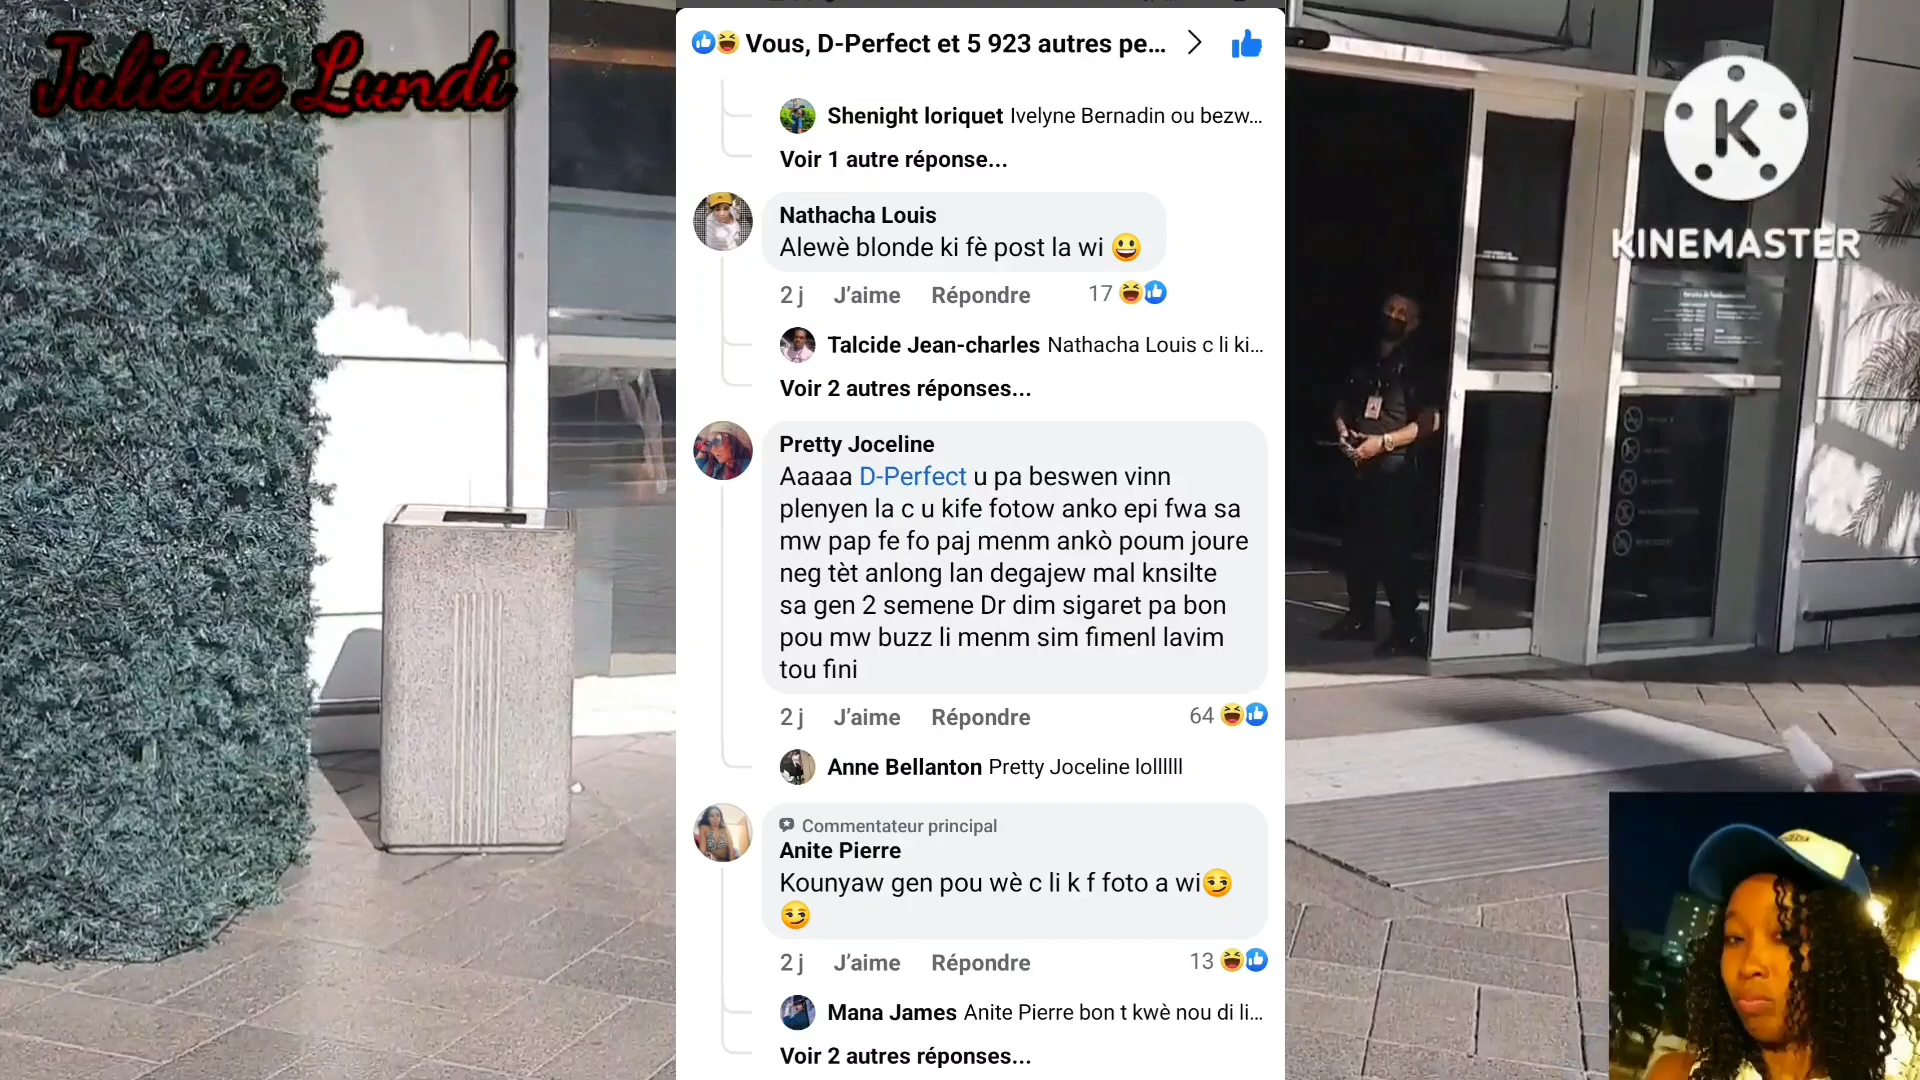 Juliette Lundi
Vous, D-Perfect et 5 923 autres pe...
Shenight loriquet Ivelyne Bernadin ou bezw...
Voir 1 autre réponse...
Nathacha Louis
Alewè blonde ki fè post la wi 😃
2 j J'aime Répondre 17
Talcide Jean-charles Nathacha Louis c li ki...
Voir 2 autres réponses...
Pretty Joceline
Aaaaa D-Perfect u pa beswen vinn
plenyen la c u kife fotow anko epi fwa sa
mw pap fe fo paj menm ankò poum joure
neg tèt anlong lan degajew mal knsilte
sa gen 2 semene Dr dim sigaret pa bon
pou mw buzz li menm sim fimenl lavim
tou fini
2 j J'aime Répondre 64
Anne Bellanton Pretty Joceline lollllll
Commentateur principal
Anite Pierre
Kounyaw gen pou wè c li k f foto a wi😏
😏
2 j J'aime Répondre 13
Mana James Anite Pierre bon t kwè nou di li...
Voir 2 autres réponses...
K
KINEMASTER